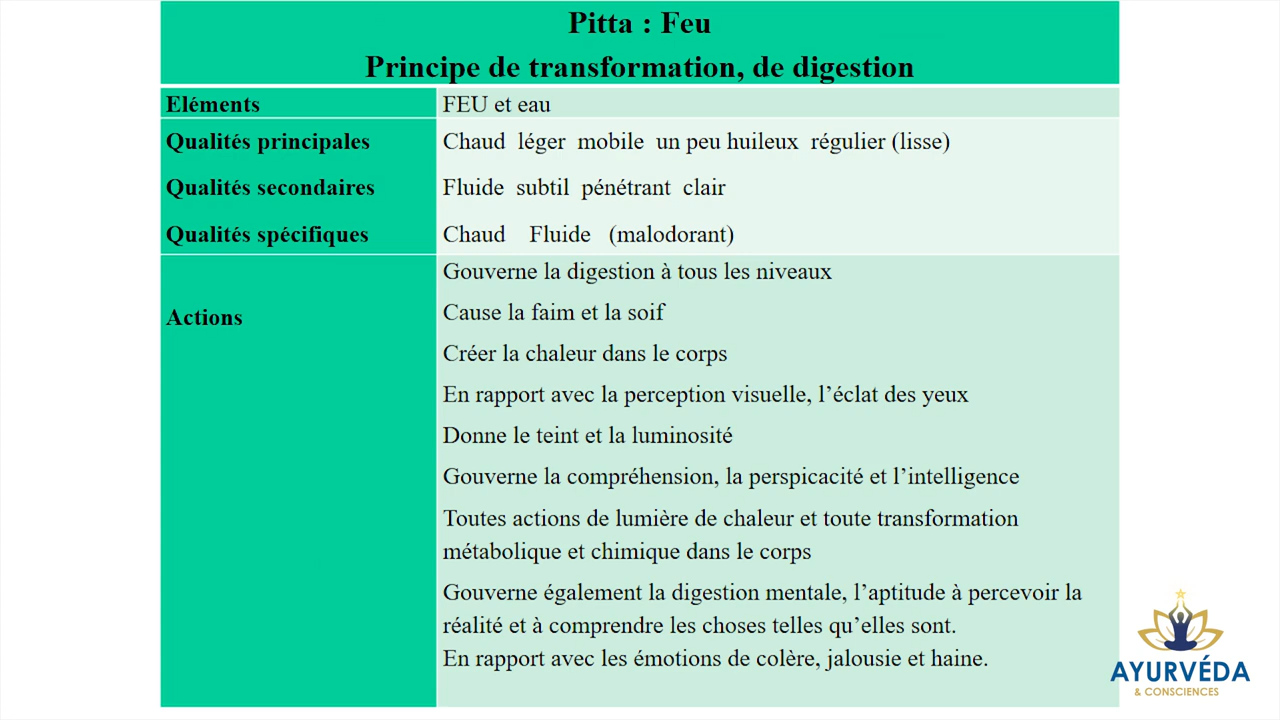 Pitta : Feu
Principe de transformation, de digestion
Eléments
FEU et eau
Qualités principales
Chaud léger mobile un peu huileux régulier (lisse)
Qualités secondaires
Fluide subtil pénétrant clair
Qualités spécifiques
Chaud Fluide (malodorant)
Actions
Gouverne la digestion à tous les niveaux
Cause la faim et la soif
Créer la chaleur dans le corps
En rapport avec la perception visuelle, l’éclat des yeux
Donne le teint et la luminosité
Gouverne la compréhension, la perspicacité et l’intelligence
Toutes actions de lumière de chaleur et toute transformation
métabolique et chimique dans le corps
Gouverne également la digestion mentale, l’aptitude à percevoir la
réalité et à comprendre les choses telles qu’elles sont.
En rapport avec les émotions de colère, jalousie et haine.
AYURVÉDA
& CONSCIENCES